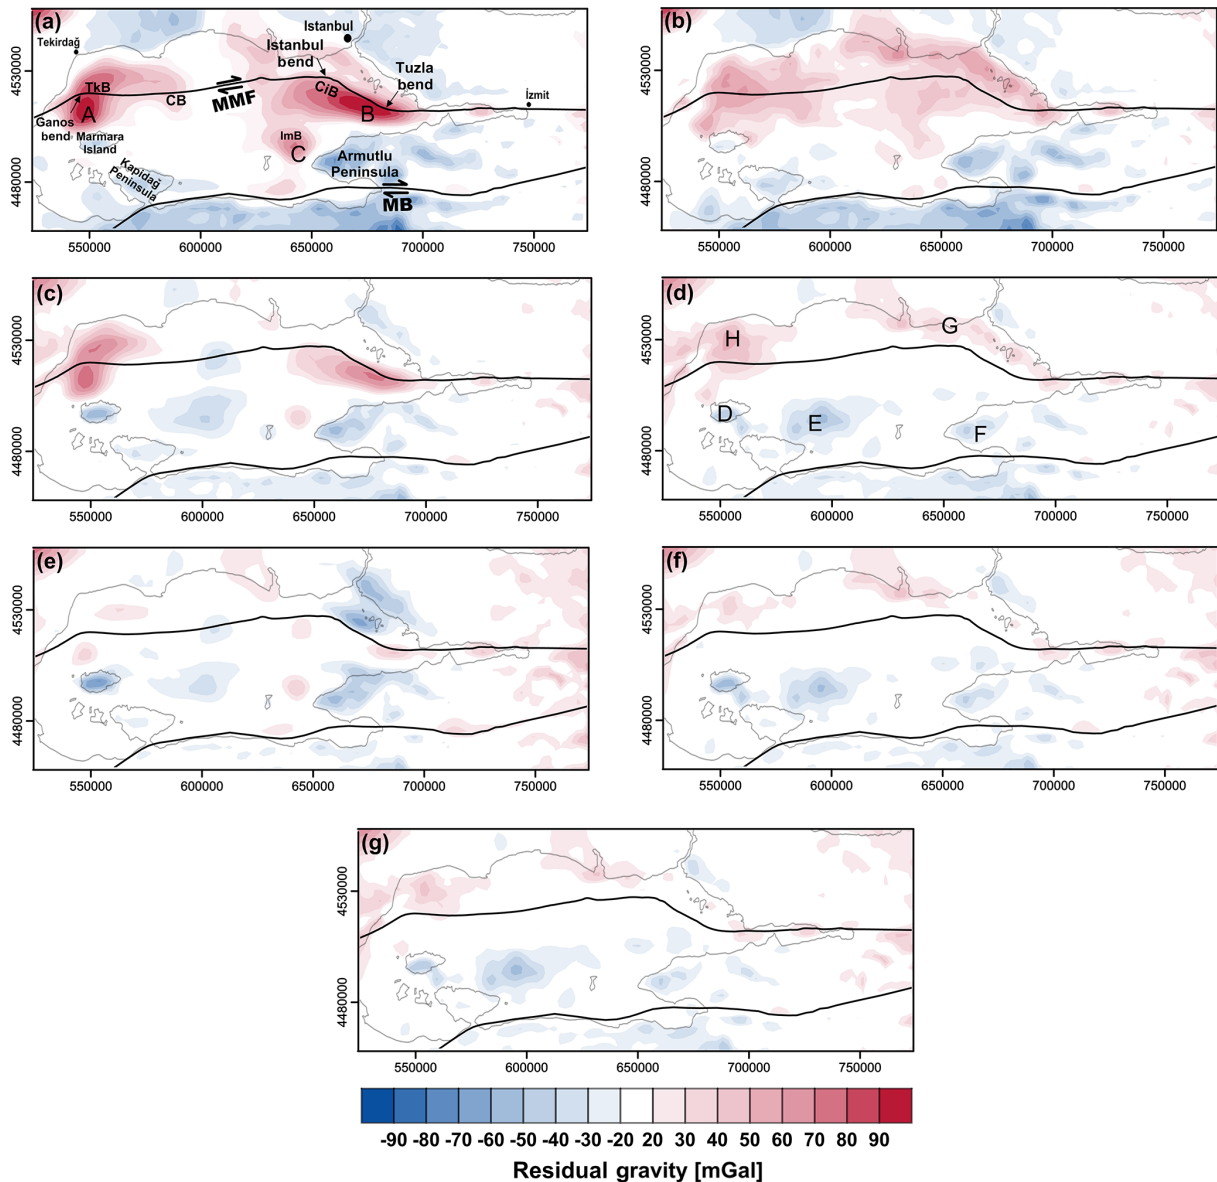 (a)
Istanbul
Tekirdağ
Istanbul
bend
Tuzla
bend
4530000
TkB
CB
MMF
CiB
İzmit
A
B
Ganos
bend
Marmara
Island
ImB
C
Armutlu
Peninsula
Kapıdağ
Peninsula
4480000
MB
550000 600000 650000 700000 750000
(b)
4530000
4480000
550000 600000 650000 700000 750000
(c)
4530000
4480000
550000 600000 650000 700000 750000
(d)
4530000
G
H
D
E
F
4480000
550000 600000 650000 700000 750000
(e)
4530000
4480000
550000 600000 650000 700000 750000
(f)
4530000
4480000
550000 600000 650000 700000 750000
(g)
4530000
4480000
550000 600000 650000 700000 750000
-90 -80 -70 -60 -50 -40 -30 -20 20 30 40 50 60 70 80 90
Residual gravity [mGal]